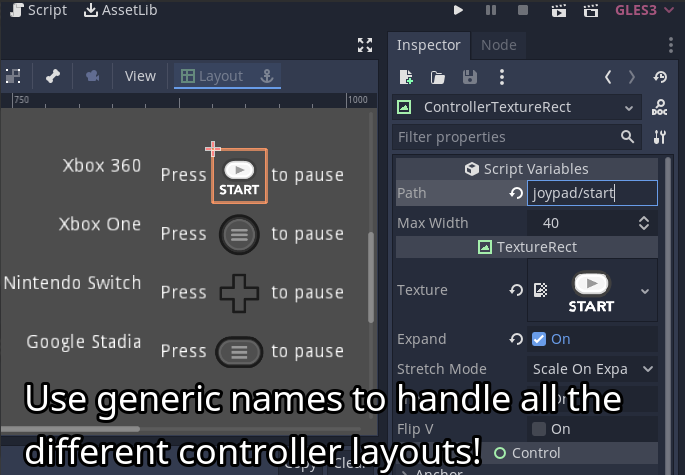 Script AssetLib
GLES3
Inspector Node
View Layout
750 1000
ControllerTextureRect
DOC
Filter properties
Script Variables
Path joypad/start
Max Width 40
TextureRect
Texture START
Expand On
Stretch Mode Scale On Expa
Flip V On
Control
Xbox 360 Press START to pause
Xbox One Press to pause
Nintendo Switch Press to pause
Google Stadia Press to pause
Use generic names to handle all the
different controller layouts!